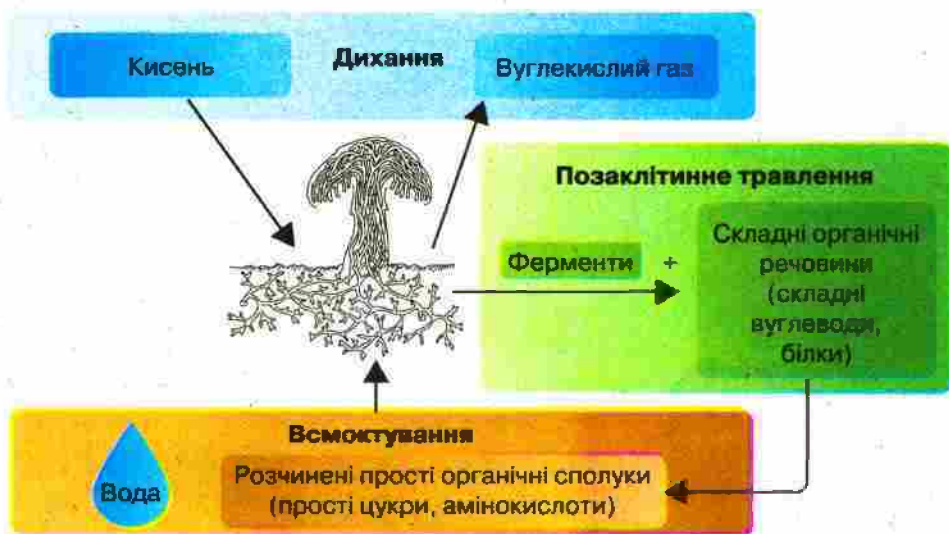 Дихання
Кисень
Вуглекислий газ
Позаклітинне травлення
Ферменти +
Складні органічні
речовини
(складні
вуглеводи,
білки)
Всмоктування
Вода
Розчинені прості органічні сполуки
(прості цукри, амінокислоти)